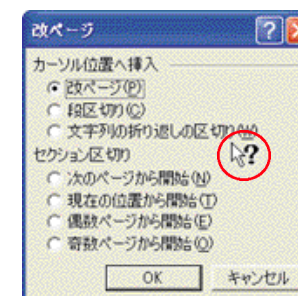 改ページ ?
カーソル位置へ挿入
改ページ(P)
段区切り(C)
文字列の折り返しの区切り(W)
?
セクション区切り
次のページから開始(N)
現在の位置から開始(T)
偶数ページから開始(E)
奇数ページから開始(O)
OK キャンセル